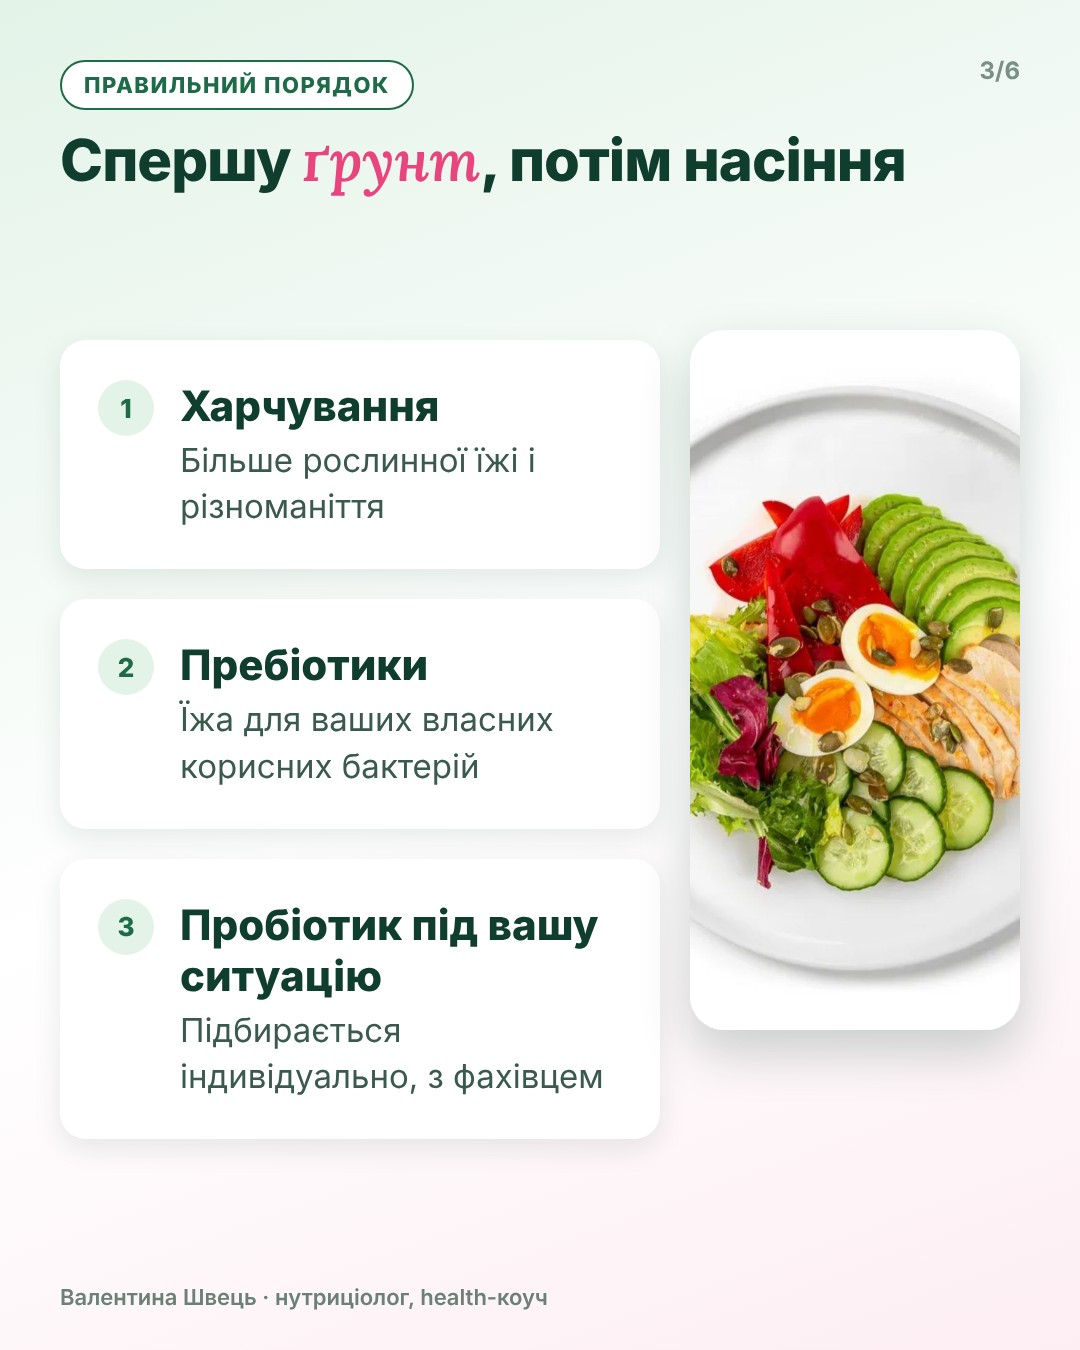 ПРАВИЛЬНИЙ ПОРЯДОК
3/6
Спершу ґрунт, потім насіння
1
Харчування
Більше рослинної їжі і
різноманіття
2
Пребіотики
Їжа для ваших власних
корисних бактерій
3
Пробіотик під вашу
ситуацію
Підбирається
індивідуально, з фахівцем
Валентина Швець · нутриціолог, health-коуч